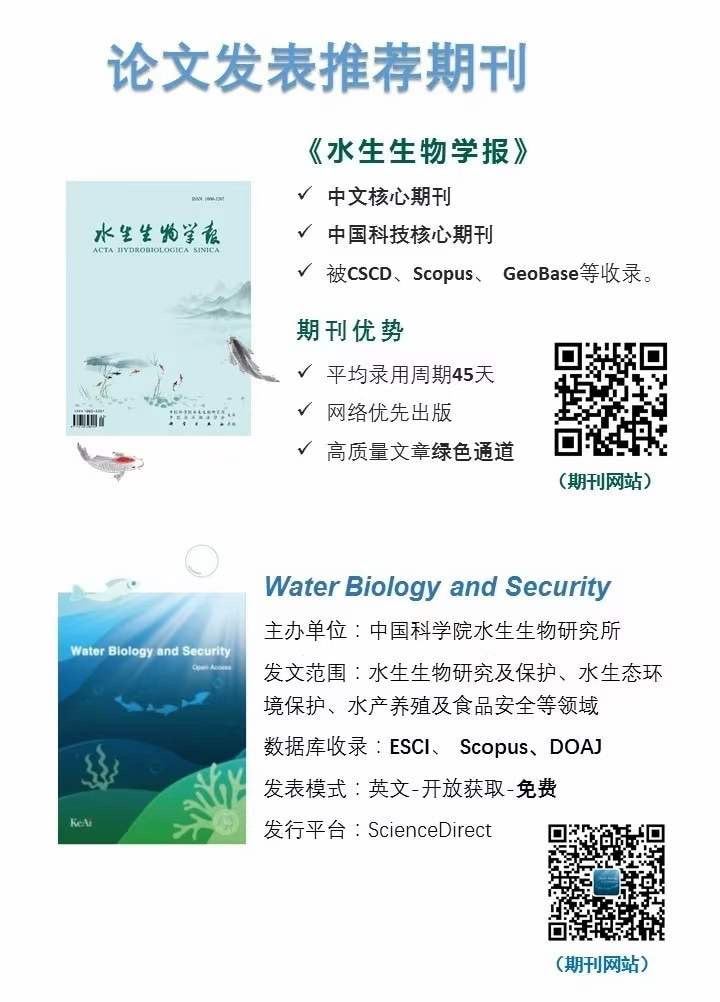 论文发表推荐期刊
《水生生物学报》
✓ 中文核心期刊
✓ 中国科技核心期刊
✓ 被CSCD、Scopus、 GeoBase等收录。
期刊优势
✓ 平均录用周期45天
✓ 网络优先出版
✓ 高质量文章绿色通道
（期刊网站）
水生生物学报
ACTA HYDROBIOLOGICA SINICA
Water Biology and Security
主办单位：中国科学院水生生物研究所
发文范围：水生生物研究及保护、水生态环
境保护、水产养殖及食品安全等领域
数据库收录：ESCI、 Scopus、DOAJ
发表模式：英文-开放获取-免费
发行平台：ScienceDirect
（期刊网站）
Water Biology and Security
Open Access
KeAi